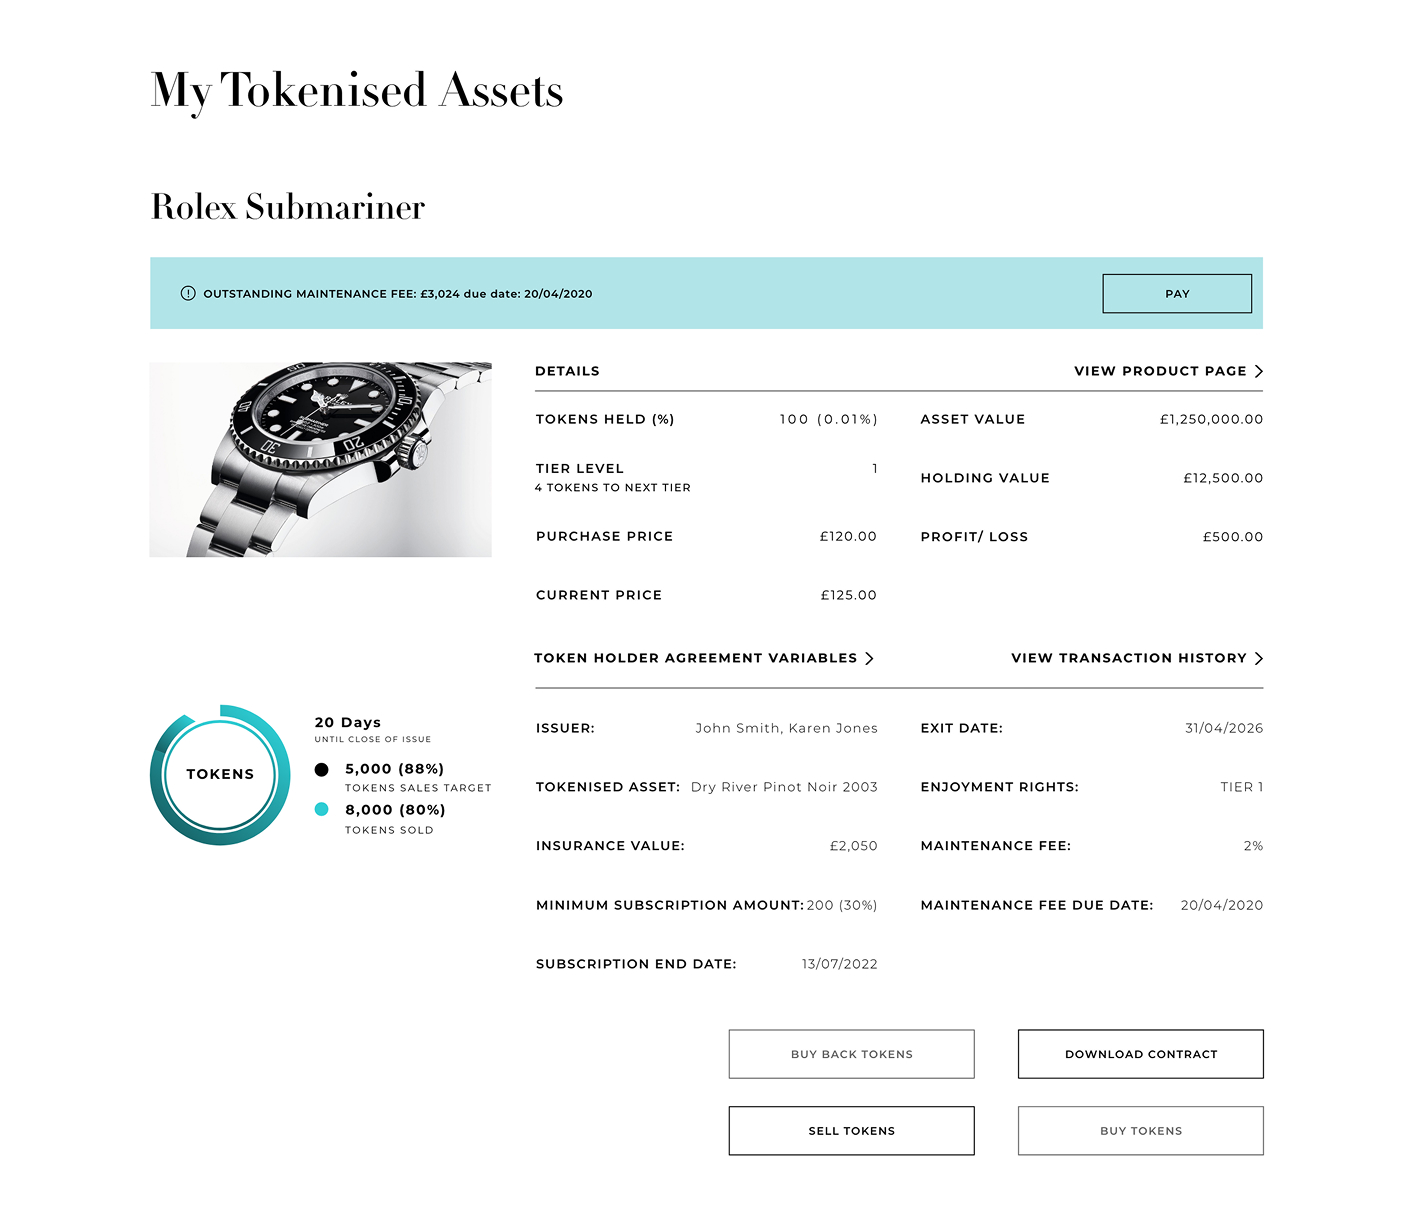 My Tokenised Assets
Rolex Submariner
OUTSTANDING MAINTENANCE FEE: £3,024 due date: 20/04/2020
PAY
DETAILS
VIEW PRODUCT PAGE
TOKENS HELD (%) 100 (0.01%)
ASSET VALUE £1,250,000.00
TIER LEVEL 1
4 TOKENS TO NEXT TIER
HOLDING VALUE £12,500.00
PURCHASE PRICE £120.00
PROFIT/ LOSS £500.00
CURRENT PRICE £125.00
TOKEN HOLDER AGREEMENT VARIABLES
VIEW TRANSACTION HISTORY
TOKENS
20 Days
UNTIL CLOSE OF ISSUE
5,000 (88%)
TOKENS SALES TARGET
8,000 (80%)
TOKENS SOLD
ISSUER: John Smith, Karen Jones
EXIT DATE: 31/04/2026
TOKENISED ASSET: Dry River Pinot Noir 2003
ENJOYMENT RIGHTS: TIER 1
INSURANCE VALUE: £2,050
MAINTENANCE FEE: 2%
MINIMUM SUBSCRIPTION AMOUNT: 200 (30%)
MAINTENANCE FEE DUE DATE: 20/04/2020
SUBSCRIPTION END DATE: 13/07/2022
BUY BACK TOKENS
DOWNLOAD CONTRACT
SELL TOKENS
BUY TOKENS